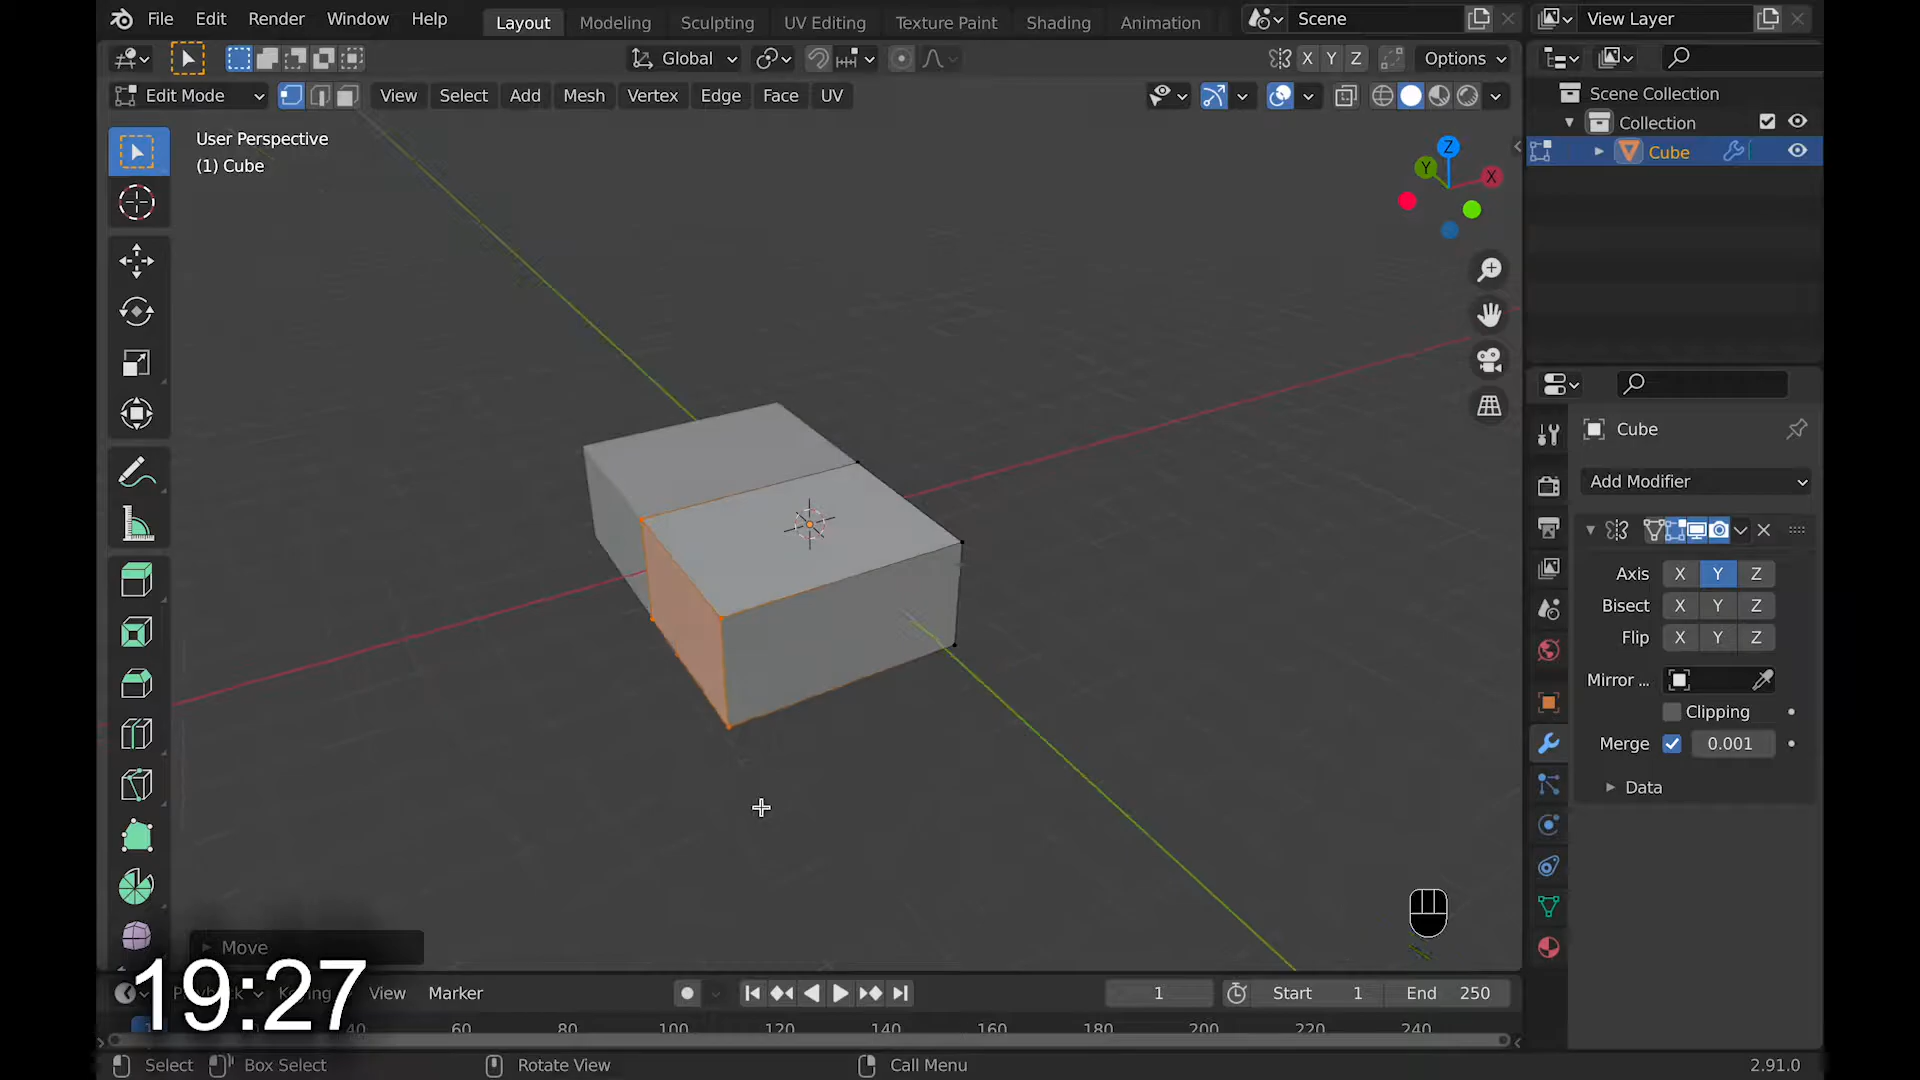 File Edit Render Window Help Layout Modeling Sculpting UV Editing Texture Paint Shading Animation Scene View Layer
Global X Y Z Options
Edit Mode View Select Add Mesh Vertex Edge Face UV
Scene Collection
Collection
Cube
User Perspective
(1) Cube
Z
Y
X
Cube
Add Modifier
Axis X Y Z
Bisect X Y Z
Flip X Y Z
Mirror ...
Clipping
Merge 0.001
Data
Move
19:27
View Marker 1 Start 1 End 250
60 80 100 120 140 160 180 200 220 240
Select Box Select Rotate View Call Menu 2.91.0